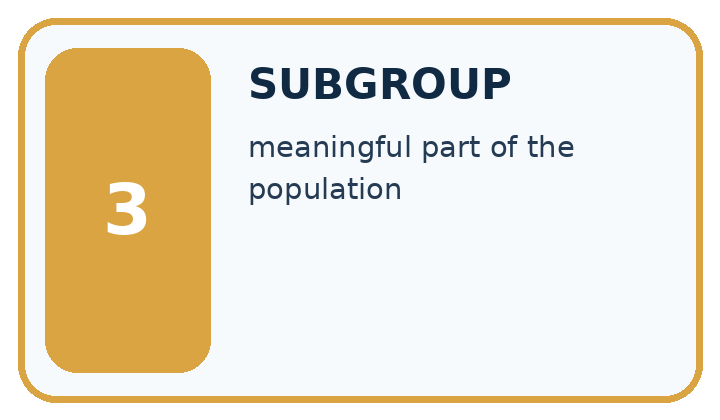 3
SUBGROUP
meaningful part of the
population